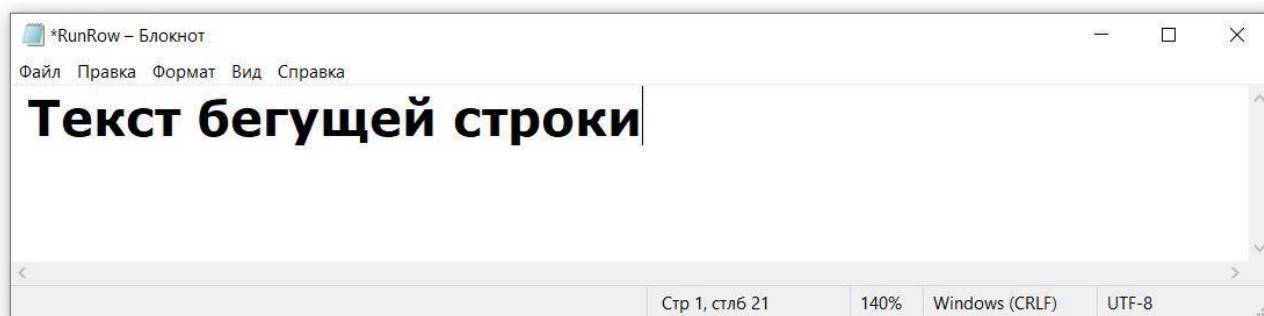 *RunRow – Блокнот
Файл Правка Формат Вид Справка
Текст бегущей строки
Стр 1, стлб 21 140% Windows (CRLF) UTF-8